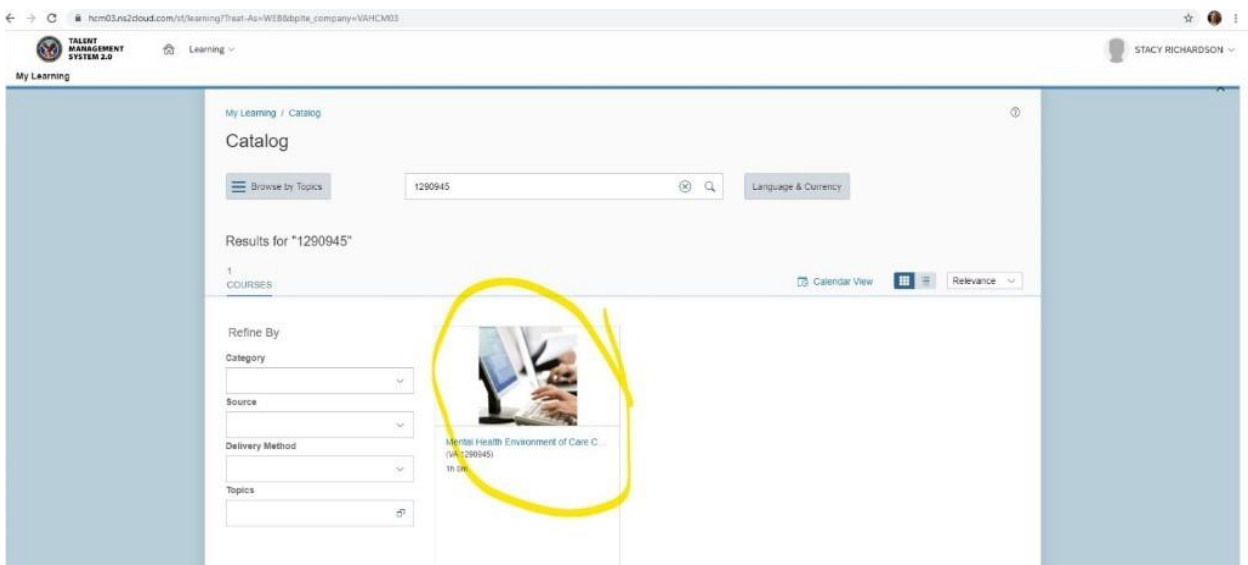 hcm03.ns2cloud.com/sf/learning?Treat-As=WEB&bplte_company=VAHCM03
TALENT
MANAGEMENT
SYSTEM 2.0
Learning
STACY RICHARDSON
My Learning
My Learning / Catalog
Catalog
Browse by Topics
1290945
Language & Currency
Results for "1290945"
1
COURSES
Calendar View
Relevance
Refine By
Category
Source
Delivery Method
Topics
Mental Health Environment of Care C...
(VA 1290945)
1h 0m